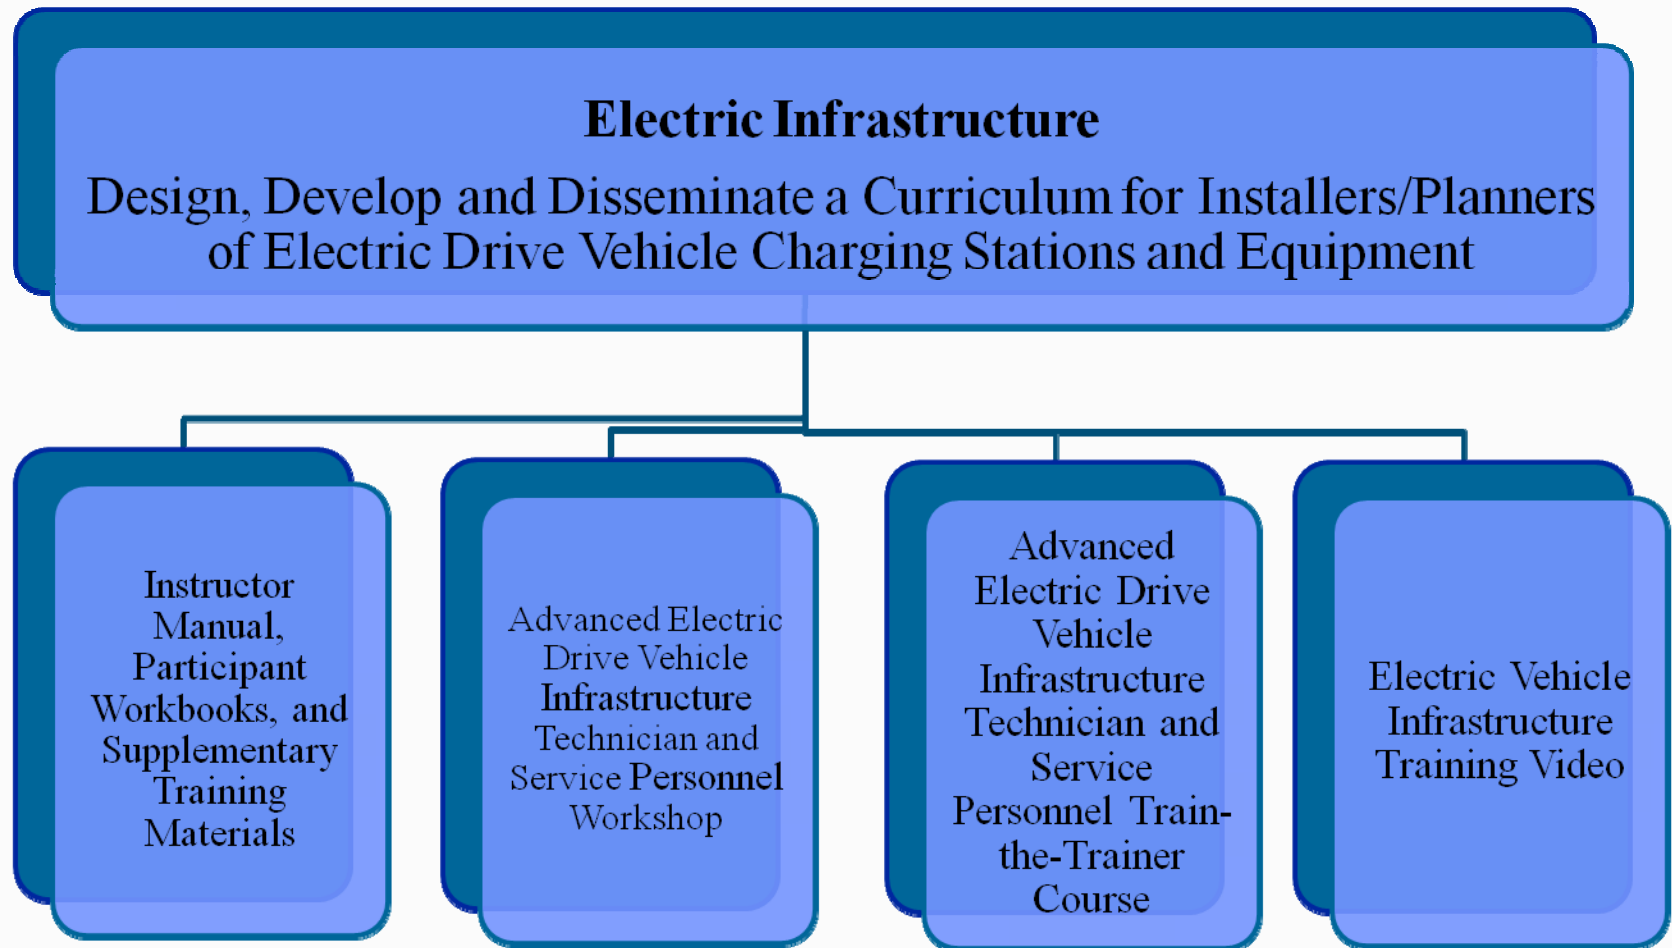 Electric Infrastructure
Design, Develop and Disseminate a Curriculum for Installers/Planners
of Electric Drive Vehicle Charging Stations and Equipment
Instructor
Manual,
Participant
Workbooks, and
Supplementary
Training
Materials
Advanced Electric
Drive Vehicle
Infrastructure
Technician and
Service Personnel
Workshop
Advanced
Electric Drive
Vehicle
Infrastructure
Technician and
Service
Personnel Train-
the-Trainer
Course
Electric Vehicle
Infrastructure
Training Video